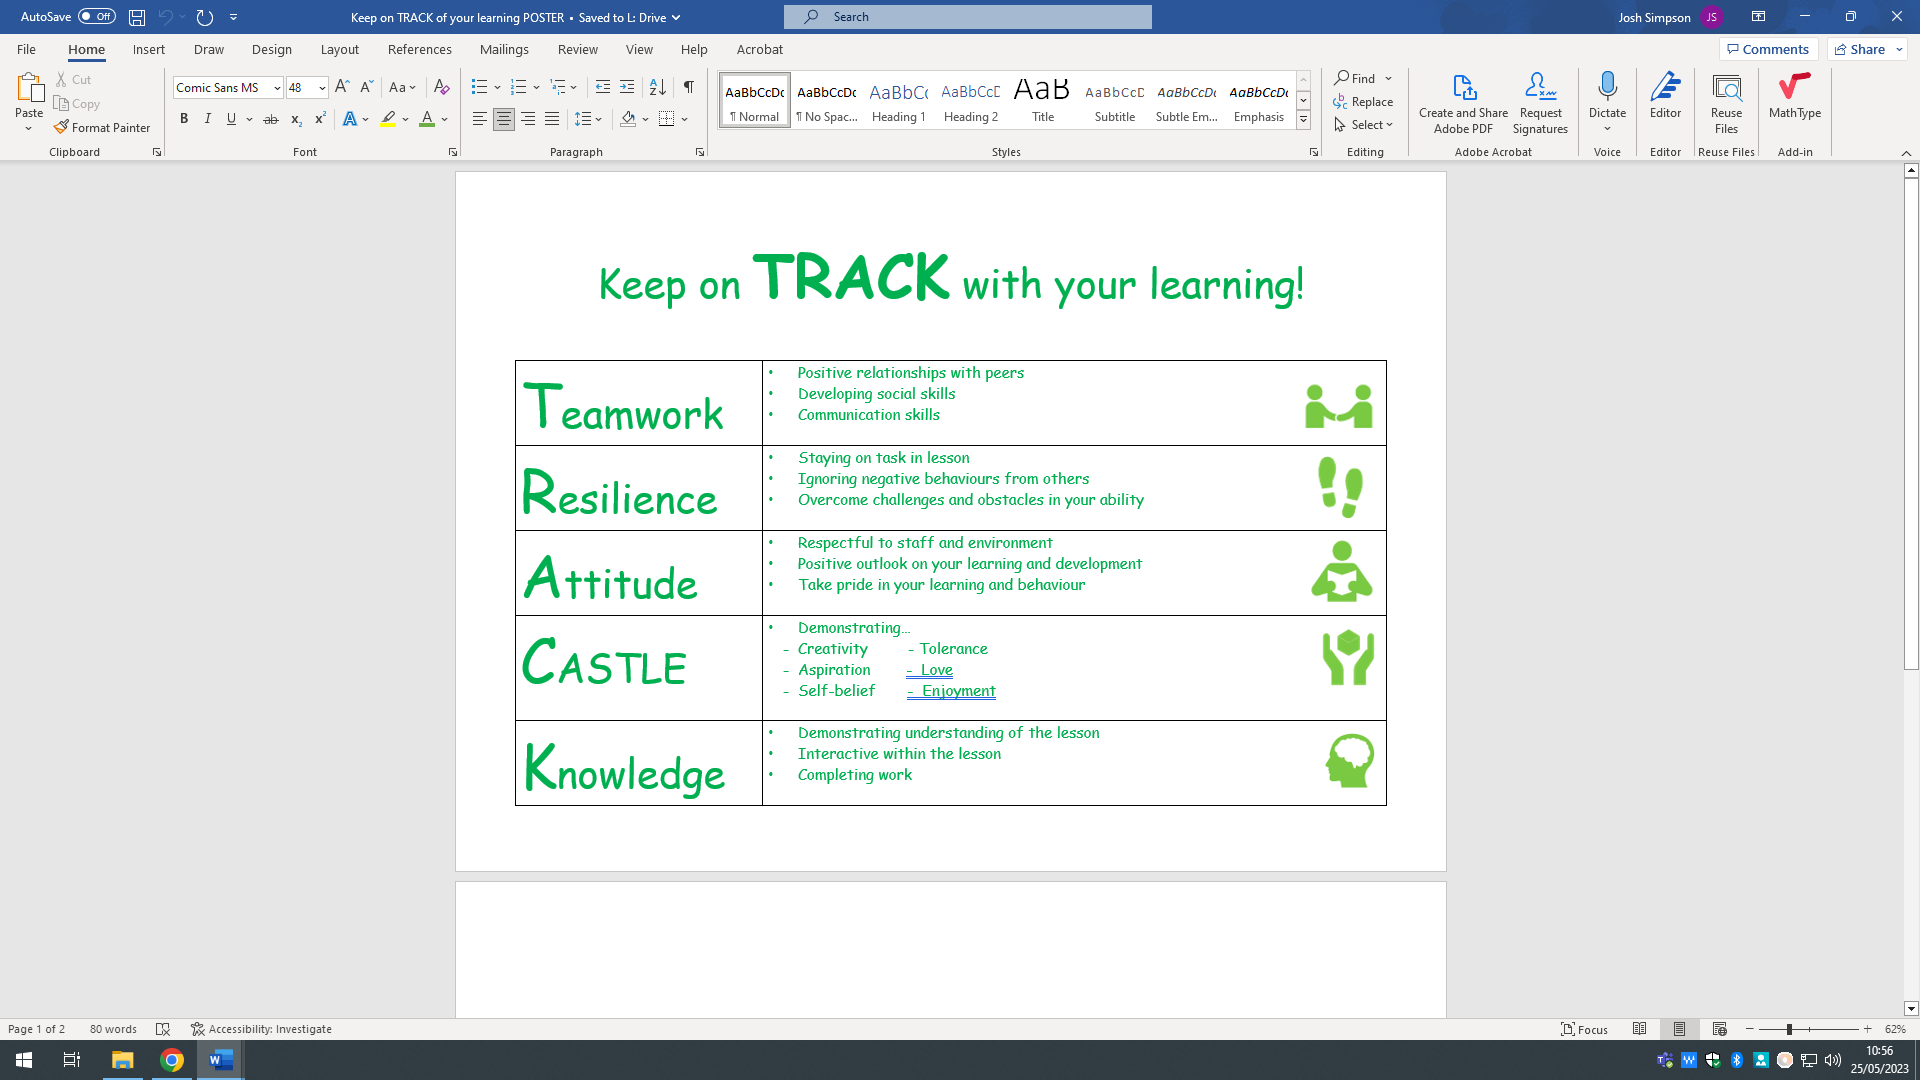 AutoSave Off Keep on TRACK of your learning POSTER • Saved to L: Drive Search Josh Simpson JS
File Home Insert Draw Design Layout References Mailings Review View Help Acrobat Comments Share
Paste Cut Copy Format Painter Clipboard
Comic Sans MS 48 Font
Paragraph
AaBbCcDc ¶ Normal AaBbCcDc ¶ No Spac... AaBbCc Heading 1 AaBbCcD Heading 2 AaB Title AaBbCcD Subtitle AaBbCcDc Subtle Em... AaBbCcDc Emphasis Styles
Find Replace Select Editing
Create and Share Adobe PDF Request Signatures Adobe Acrobat
Dictate Voice Editor Editor Reuse Files Reuse Files MathType Add-in
Keep on TRACK with your learning!
Teamwork
• Positive relationships with peers
• Developing social skills
• Communication skills
Resilience
• Staying on task in lesson
• Ignoring negative behaviours from others
• Overcome challenges and obstacles in your ability
Attitude
• Respectful to staff and environment
• Positive outlook on your learning and development
• Take pride in your learning and behaviour
CASTLE
• Demonstrating...
- Creativity - Tolerance
- Aspiration - Love
- Self-belief - Enjoyment
Knowledge
• Demonstrating understanding of the lesson
• Interactive within the lesson
• Completing work
Page 1 of 2 80 words Accessibility: Investigate Focus 62%
10:56
25/05/2023